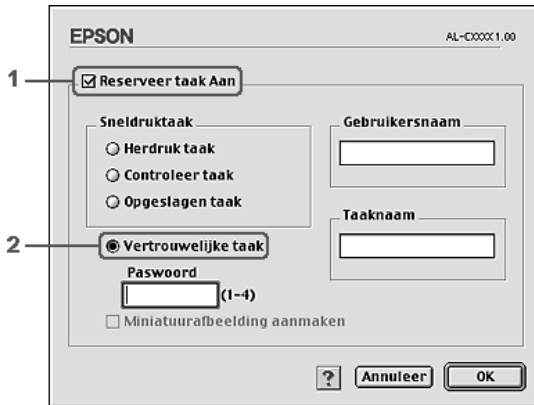 EPSON
AL-CXXXX 1.00
1
Reserveer taak Aan
Sneldruktaak
Herdruk taak
Controleer taak
Opgeslagen taak
2
Vertrouwelijke taak
Paswoord
(1-4)
Miniatuurafbeelding aanmaken
Gebruikersnaam
Taaknaam
?
Annuleer
OK